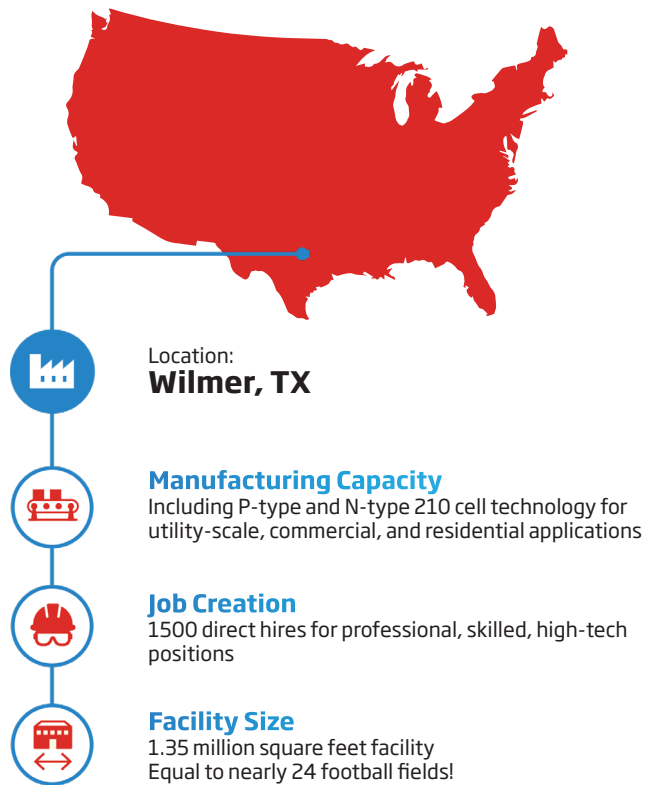 Location:
Wilmer, TX
Manufacturing Capacity
Including P-type and N-type 210 cell technology for
utility-scale, commercial, and residential applications
Job Creation
1500 direct hires for professional, skilled, high-tech
positions
Facility Size
1.35 million square feet facility
Equal to nearly 24 football fields!